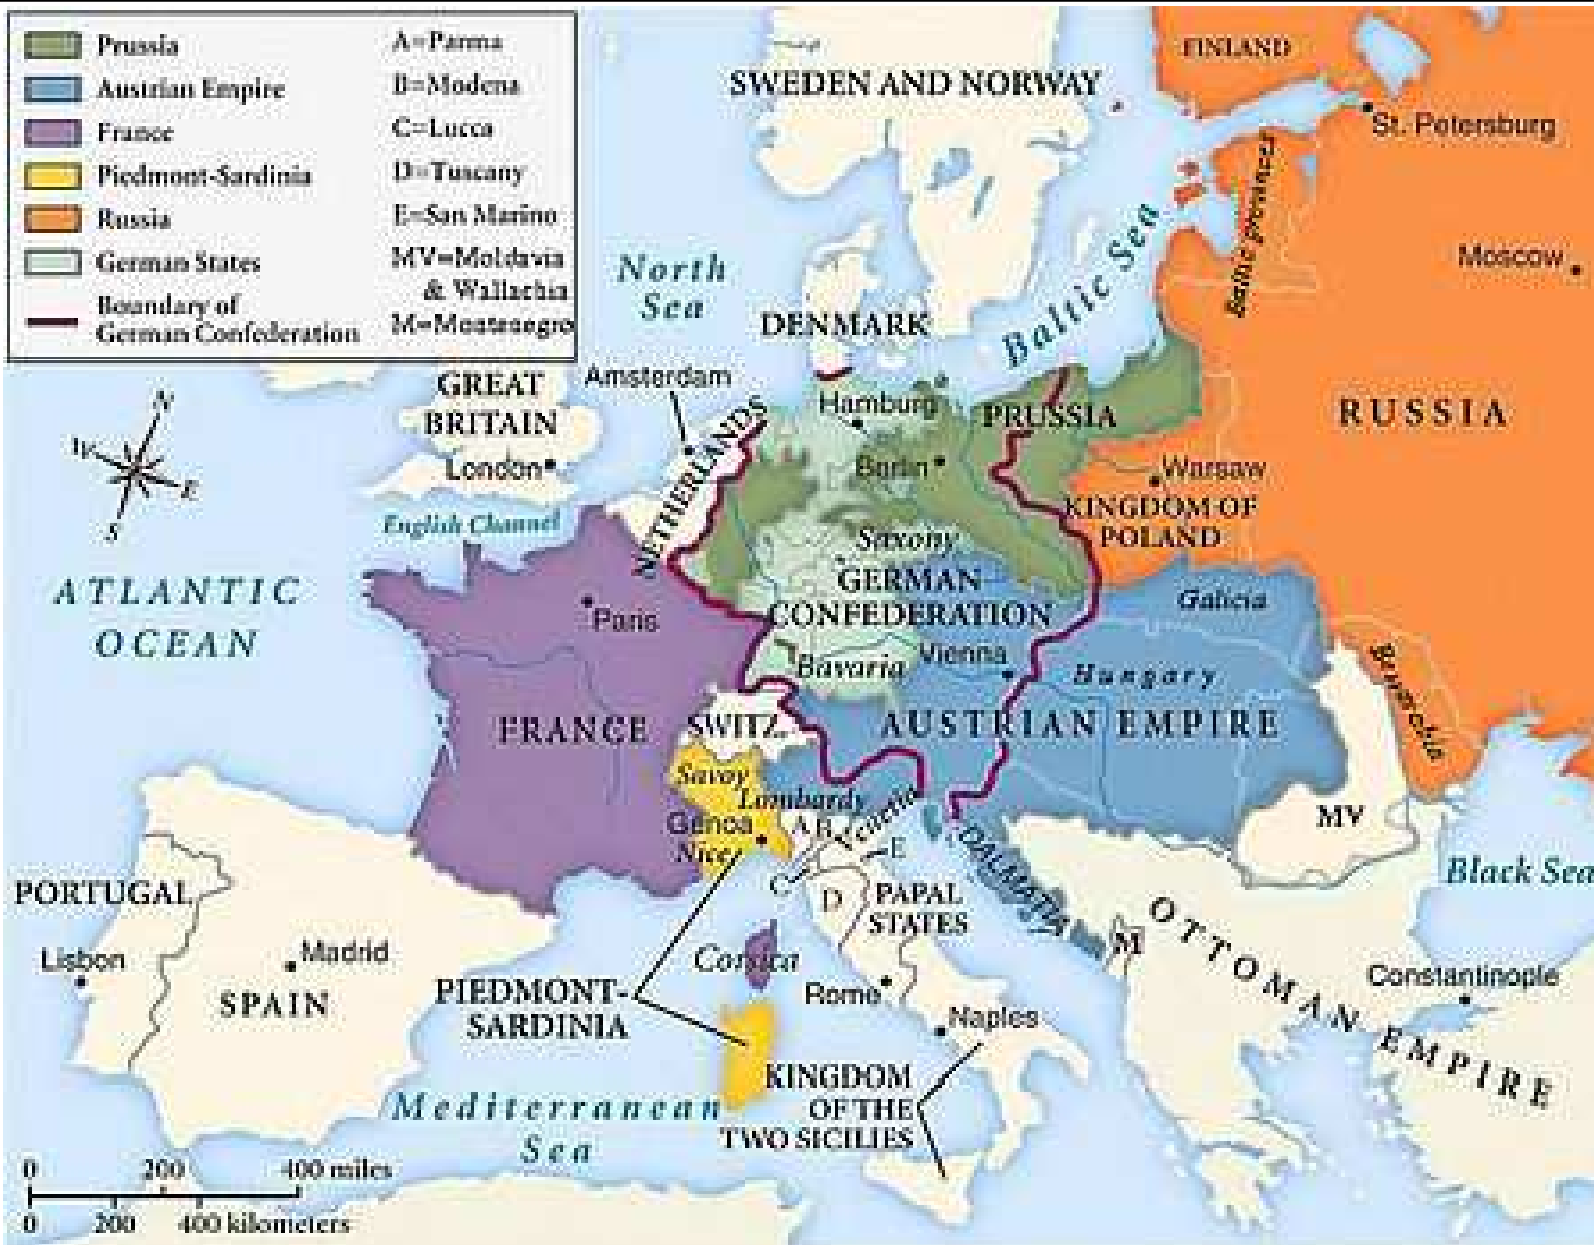 Prussia
Austrian Empire
France
Piedmont-Sardinia
Russia
German States
Boundary of
German Confederation
A=Parma
B=Modena
C=Lucca
D=Tuscany
E=San Marino
MV=Moldavia
& Wallachia
M=Montenegro
FINLAND
SWEDEN AND NORWAY
St. Petersburg
Baltic provinces
Moscow
North
Sea
Baltic Sea
DENMARK
GREAT
BRITAIN
Amsterdam
London
Hamburg
PRUSSIA
RUSSIA
N
W
E
S
NETHERLANDS
Berlin
Warsaw
KINGDOM OF
POLAND
English Channel
Saxony
GERMAN
CONFEDERATION
ATLANTIC
OCEAN
Paris
Galicia
Bavaria
Vienna
Hungary
Bessarabia
FRANCE
SWITZ.
AUSTRIAN EMPIRE
Savoy
Lombardy
Venetia
Genoa
Nice
A B
E
C
D
MV
DALMATIA
Black Sea
PORTUGAL
PAPAL
STATES
M
OTTOMAN EMPIRE
Lisbon
Madrid
SPAIN
Corsica
Rome
Constantinople
PIEDMONT-
SARDINIA
Naples
KINGDOM
OF THE
TWO SICILIES
Mediterranean
Sea
0 200 400 miles
0 200 400 kilometers